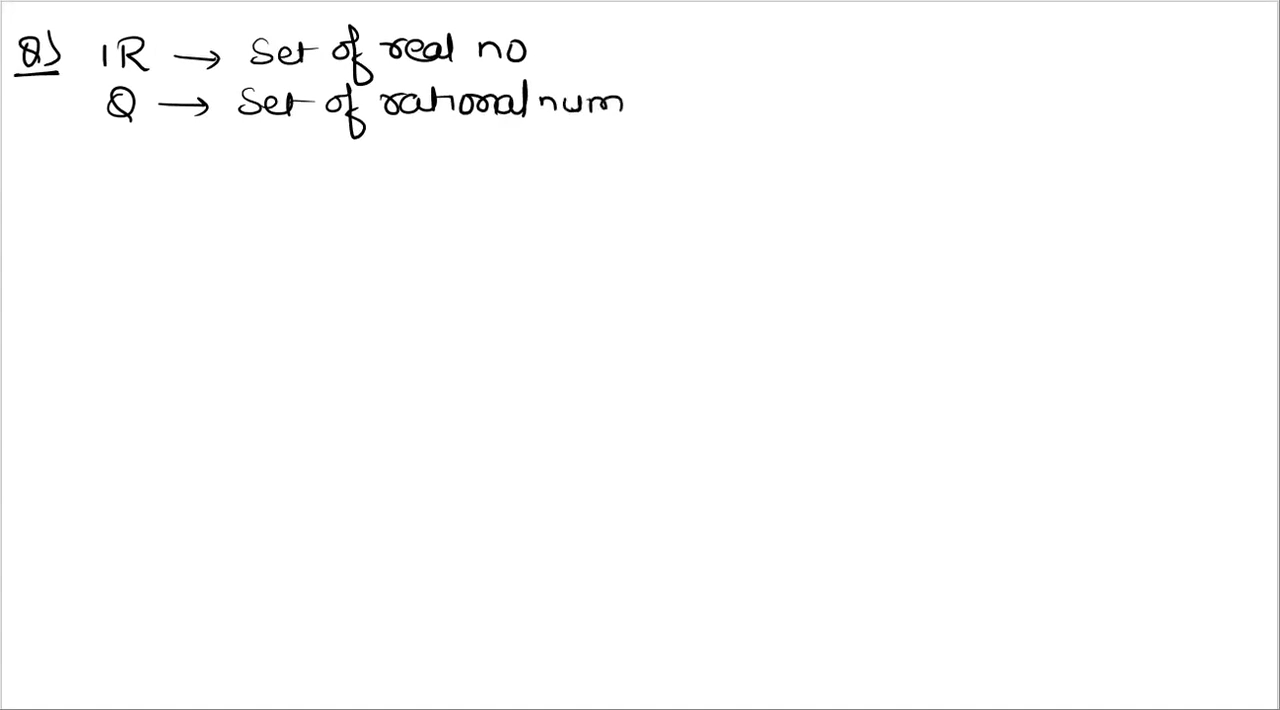 Q) IR → Set of real no
Q → Set of rational num